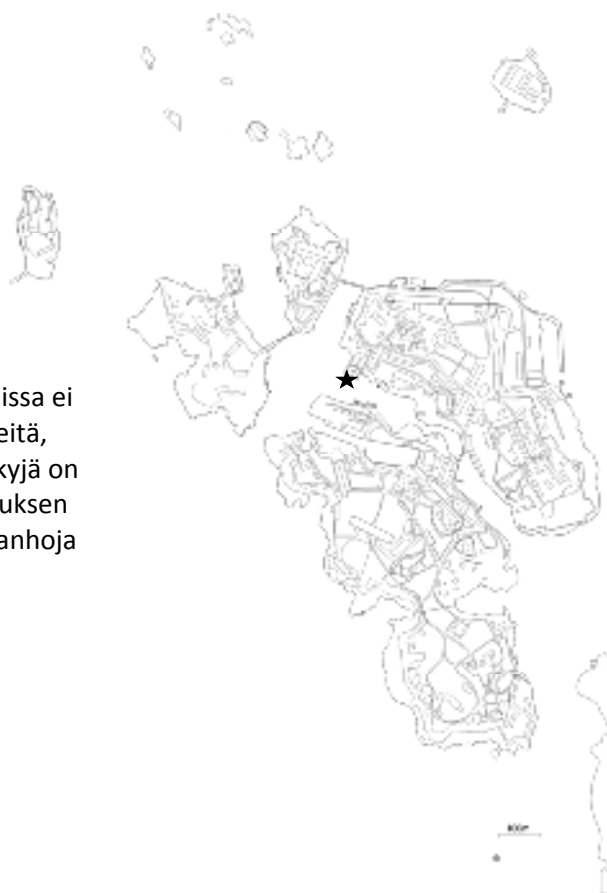 issa ei
eitä,
kyjä on
uksen
anhoja